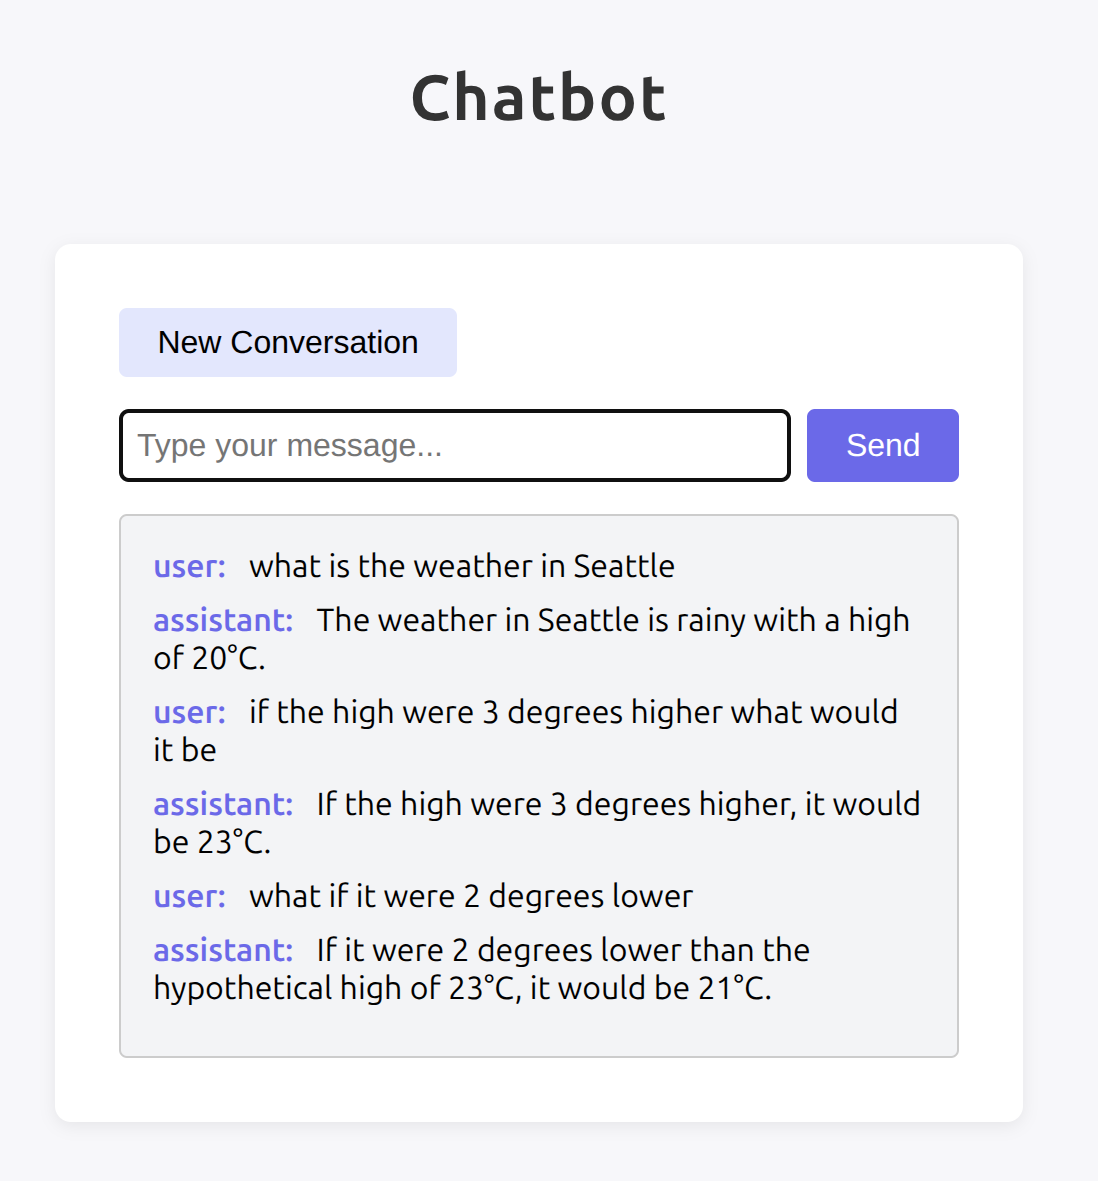 Chatbot
New Conversation
Type your message...
Send
user: what is the weather in Seattle
assistant: The weather in Seattle is rainy with a high
of 20°C.
user: if the high were 3 degrees higher what would
it be
assistant: If the high were 3 degrees higher, it would
be 23°C.
user: what if it were 2 degrees lower
assistant: If it were 2 degrees lower than the
hypothetical high of 23°C, it would be 21°C.